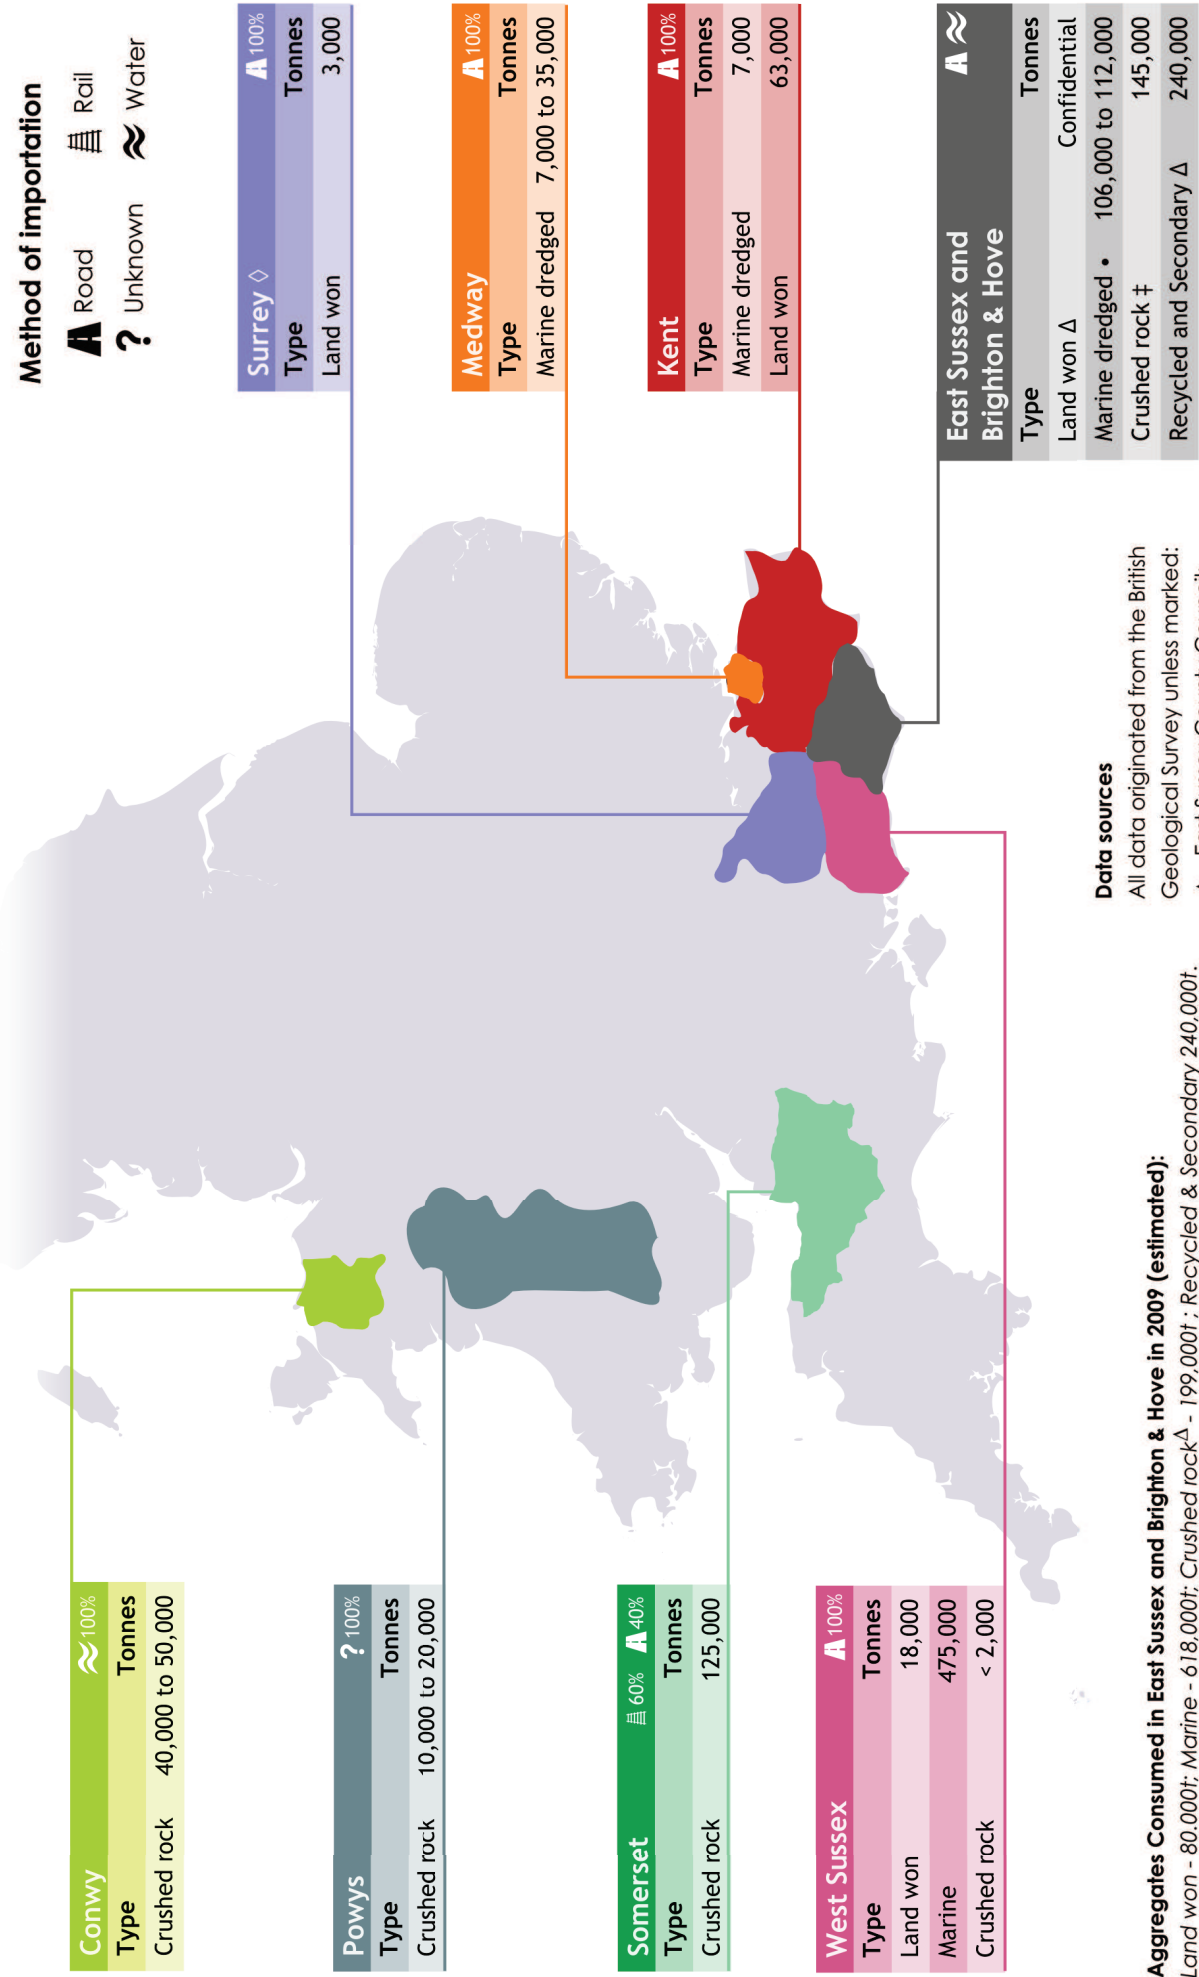 Method of importation
Road
Rail
? Unknown
Water
Conwy 100%
Type Tonnes
Crushed rock 40,000 to 50,000
Powys ? 100%
Type Tonnes
Crushed rock 10,000 to 20,000
Somerset 60% 40%
Type Tonnes
Crushed rock 125,000
West Sussex 100%
Type Tonnes
Land won 18,000
Marine 475,000
Crushed rock < 2,000
Surrey ◊ 100%
Type Tonnes
Land won 3,000
Medway 100%
Type Tonnes
Marine dredged 7,000 to 35,000
Kent 100%
Type Tonnes
Marine dredged 7,000
Land won 63,000
East Sussex and
Brighton & Hove
Type Tonnes
Land won Δ Confidential
Marine dredged • 106,000 to 112,000
Crushed rock ‡ 145,000
Recycled and Secondary Δ 240,000
Data sources
All data originated from the British
Geological Survey unless marked:
Aggregates Consumed in East Sussex and Brighton & Hove in 2009 (estimated):
Land won - 80,000t; Marine - 618,000t; Crushed rockΔ - 199,000t ; Recycled & Secondary 240,000t.